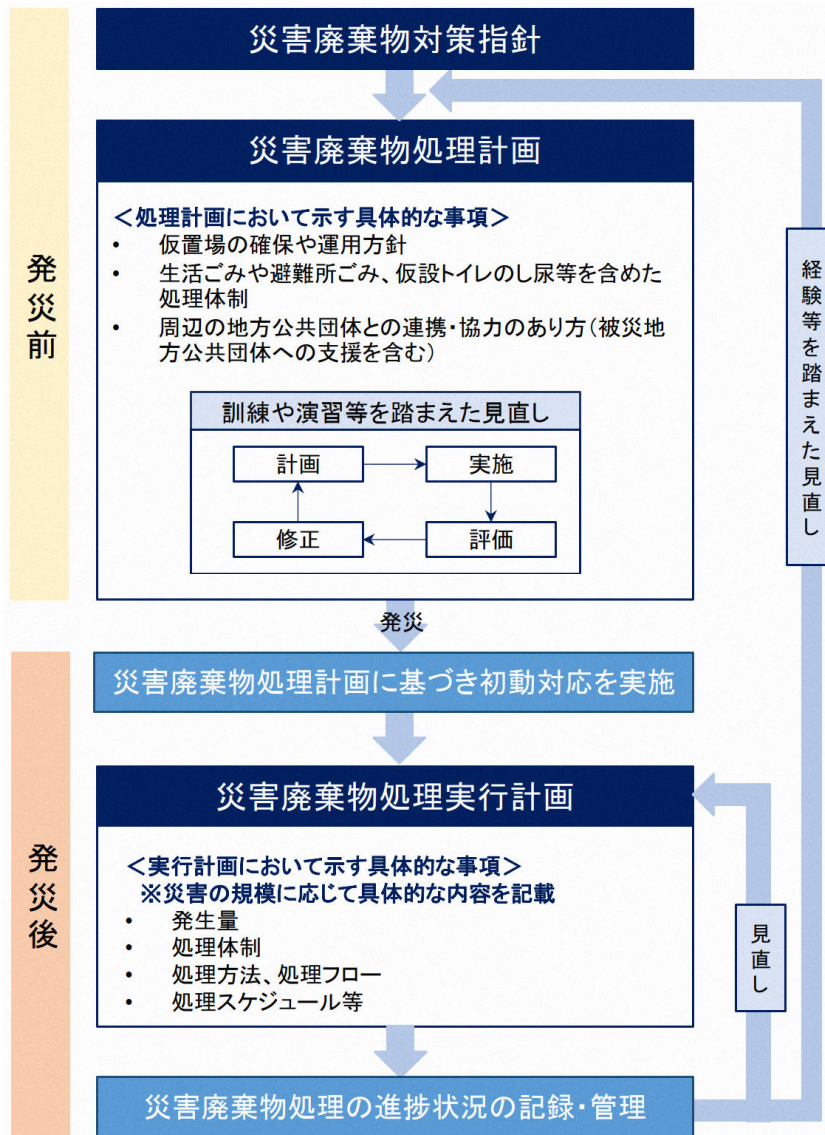 災害廃棄物対策指針
災害廃棄物処理計画
発災前
＜処理計画において示す具体的な事項＞
• 仮置場の確保や運用方針
• 生活ごみや避難所ごみ、仮設トイレのし尿等を含めた
処理体制
• 周辺の地方公共団体との連携・協力のあり方（被災地
方公共団体への支援を含む）
訓練や演習等を踏まえた見直し
計画
実施
修正
評価
経験等を踏まえた見直し
発災
発災後
災害廃棄物処理計画に基づき初動対応を実施
災害廃棄物処理実行計画
＜実行計画において示す具体的な事項＞
※災害の規模に応じて具体的な内容を記載
• 発生量
• 処理体制
• 処理方法、処理フロー
• 処理スケジュール等
見直し
災害廃棄物処理の進捗状況の記録・管理